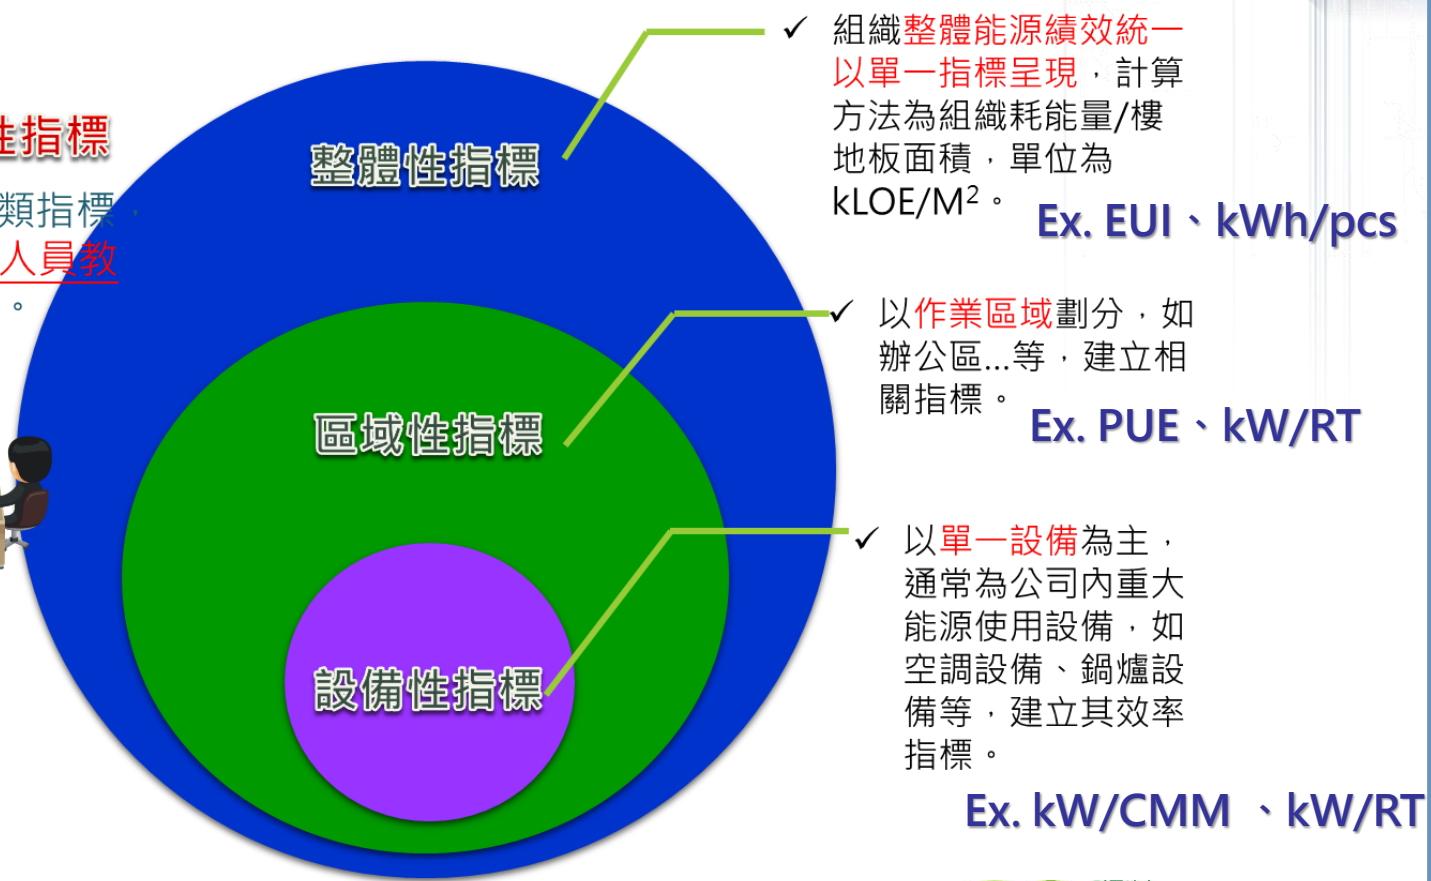 性指標
類指標，
人員教
。
整體性指標
區域性指標
設備性指標
✓ 組織整體能源績效統一
以單一指標呈現，計算
方法為組織耗能量/樓
地板面積，單位為
kLOE/M²。
Ex. EUI、kWh/pcs
✓ 以作業區域劃分，如
辦公區...等，建立相
關指標。
Ex. PUE、kW/RT
✓ 以單一設備為主，
通常為公司內重大
能源使用設備，如
空調設備、鍋爐設
備等，建立其效率
指標。
Ex. kW/CMM 、kW/RT